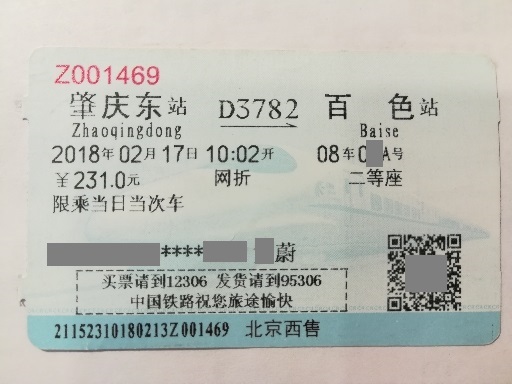 Z001469
肇庆东站 D3782 百色站
Zhaoqingdong Baise
2018年02月17日10:02开 08车0 A号
￥231.0元 网折 二等座
限乘当日当次车
**** 蔚
买票请到12306 发货请到95306
中国铁路祝您旅途愉快
21152310180213Z001469 北京西售